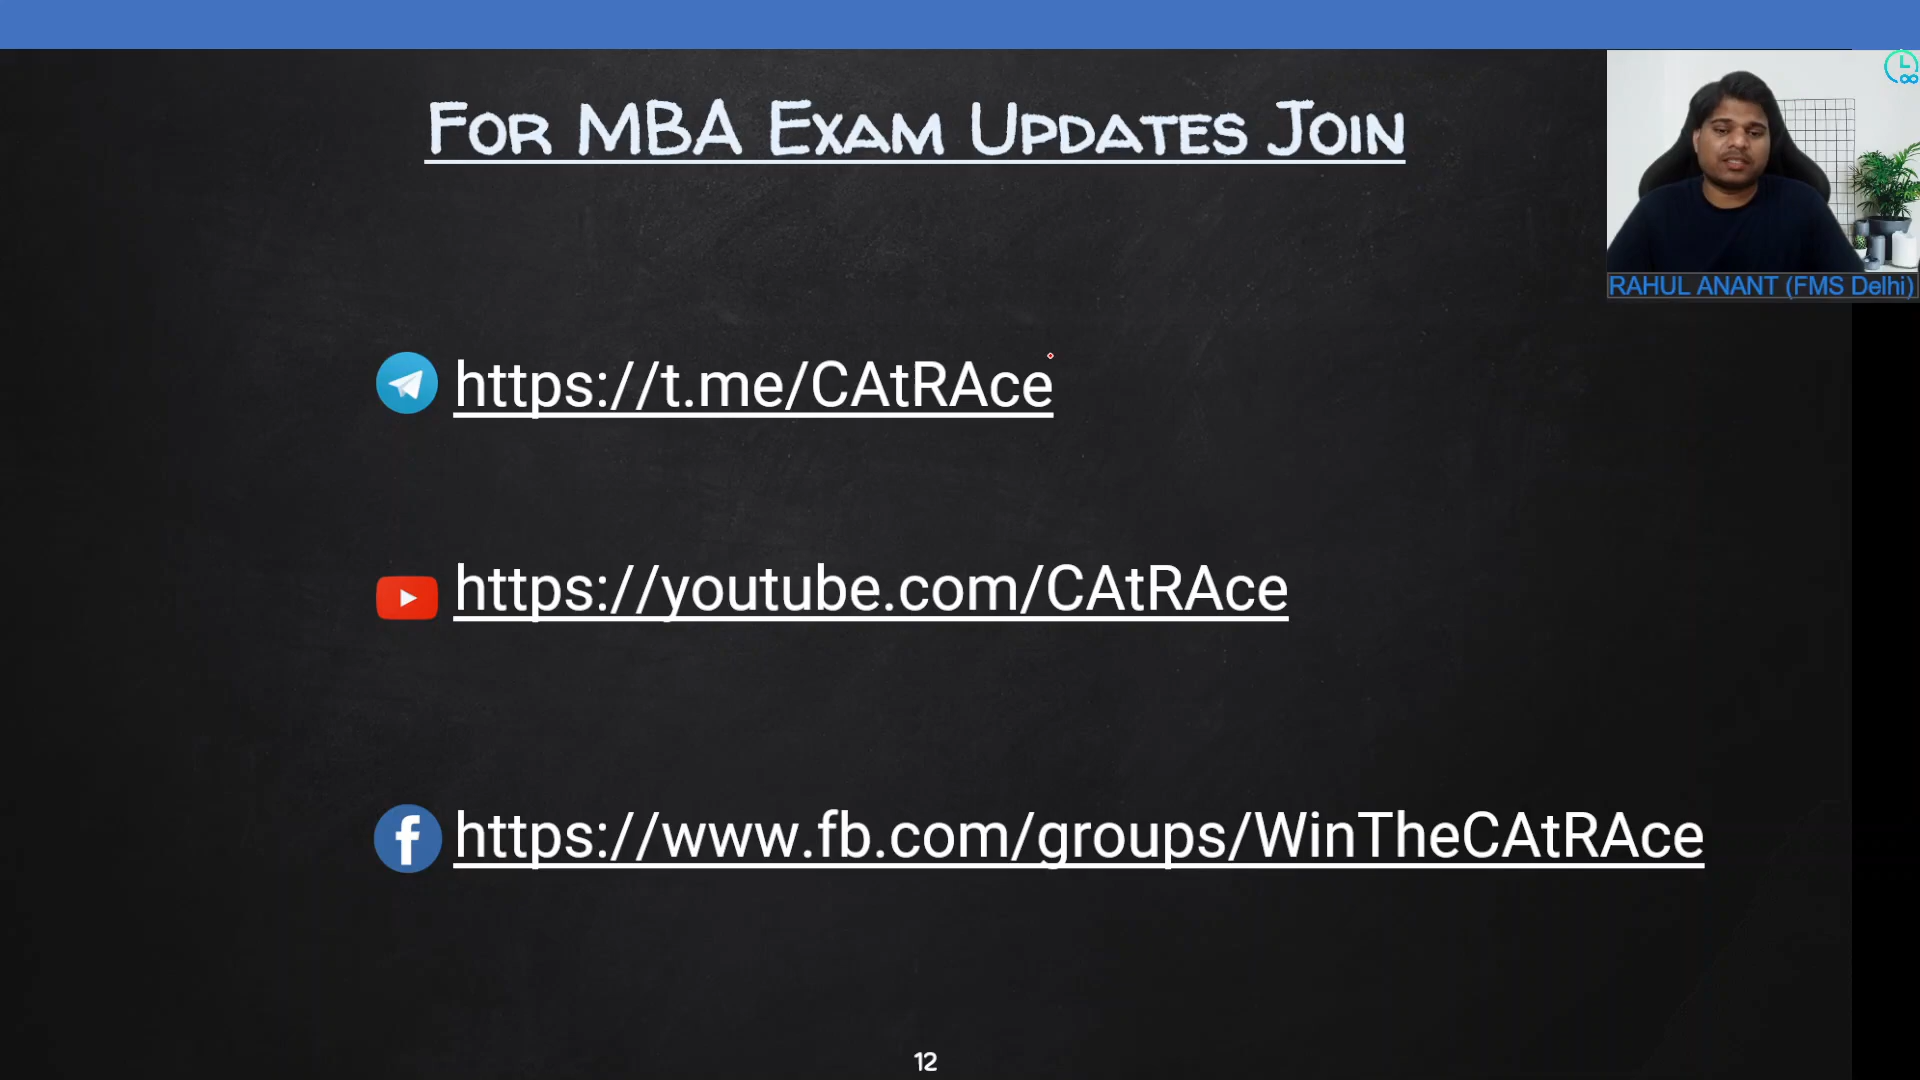 For MBA Exam Updates Join
RAHUL ANANT (FMS Delhi)
https://t.me/CAtRAce
https://youtube.com/CAtRAce
https://www.fb.com/groups/WinTheCAtRAce
12